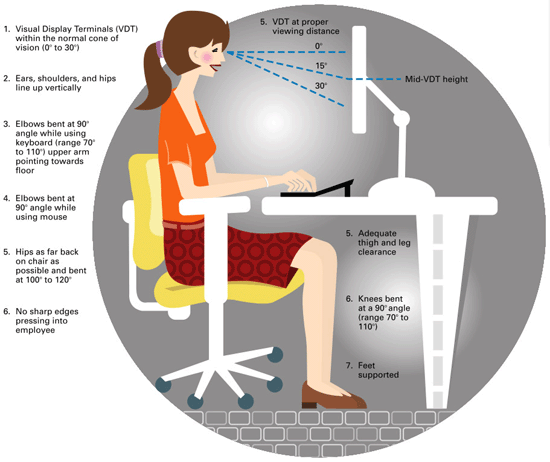 1. Visual Display Terminals (VDT)
within the normal cone of
vision (0° to 30°)
2. Ears, shoulders, and hips
line up vertically
3. Elbows bent at 90°
angle while using
keyboard (range 70°
to 110°) upper arm
pointing towards
floor
4. Elbows bent at
90° angle while
using mouse
5. Hips as far back
on chair as
possible and bent
at 100° to 120°
6. No sharp edges
pressing into
employee
5. VDT at proper
viewing distance
0°
15°
30°
Mid-VDT height
5. Adequate
thigh and leg
clearance
6. Knees bent
at a 90° angle
(range 70° to
110°)
7. Feet
supported